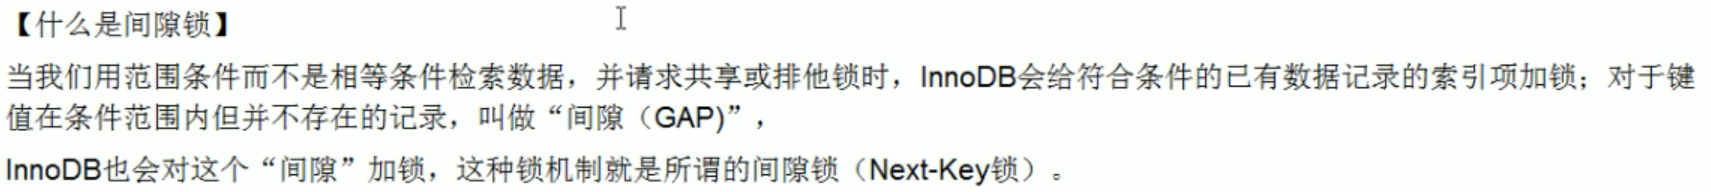 【什么是间隙锁】
当我们用范围条件而不是相等条件检索数据，并请求共享或排他锁时，InnoDB会给符合条件的已有数据记录的索引项加锁；对于键
值在条件范围内但并不存在的记录，叫做“间隙（GAP)”，
InnoDB也会对这个“间隙”加锁，这种锁机制就是所谓的间隙锁（Next-Key锁）。